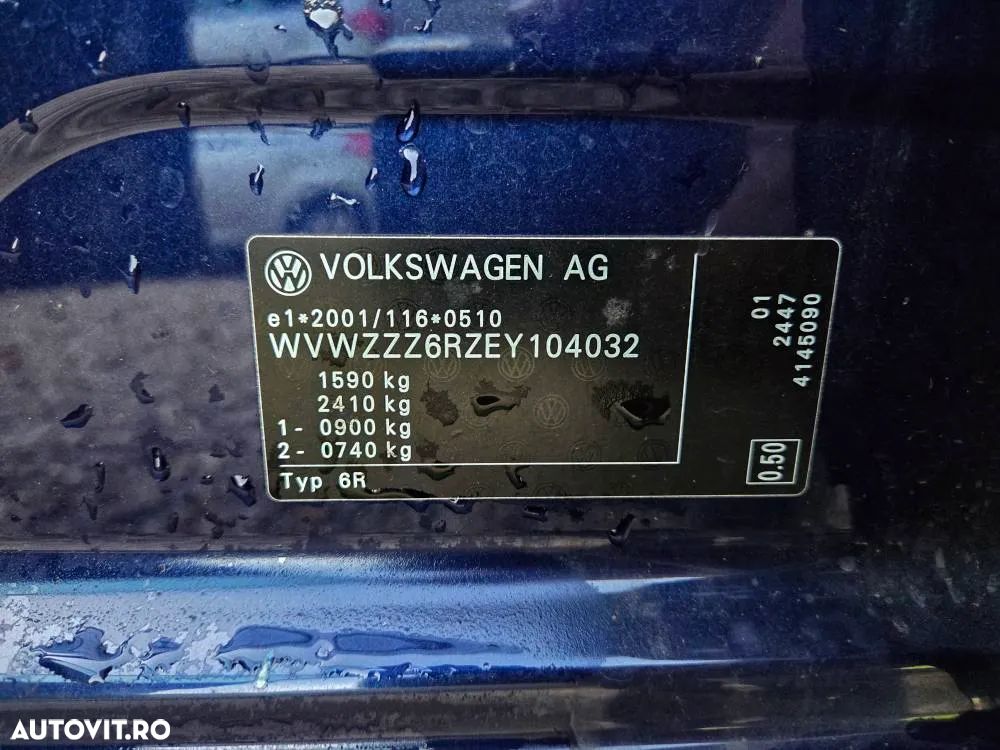 VOLKSWAGEN AG
e1*2001/116*0510
WVWZZZ6RZEY104032
1590 kg
2410 kg
1- 0900 kg
2- 0740 kg
Typ 6R
01
2447
4145090
0.50
AUTOVIT.RO